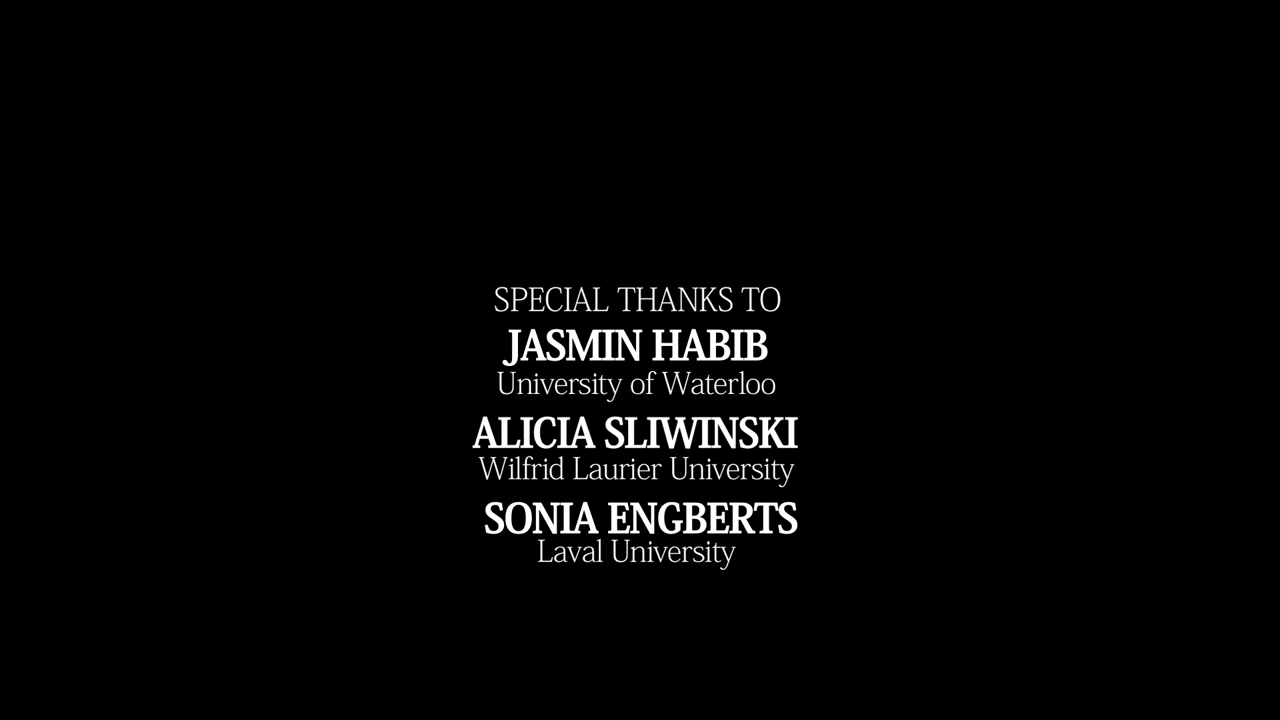 SPECIAL THANKS TO
JASMIN HABIB
University of Waterloo
ALICIA SLIWINSKI
Wilfrid Laurier University
SONIA ENGBERTS
Laval University